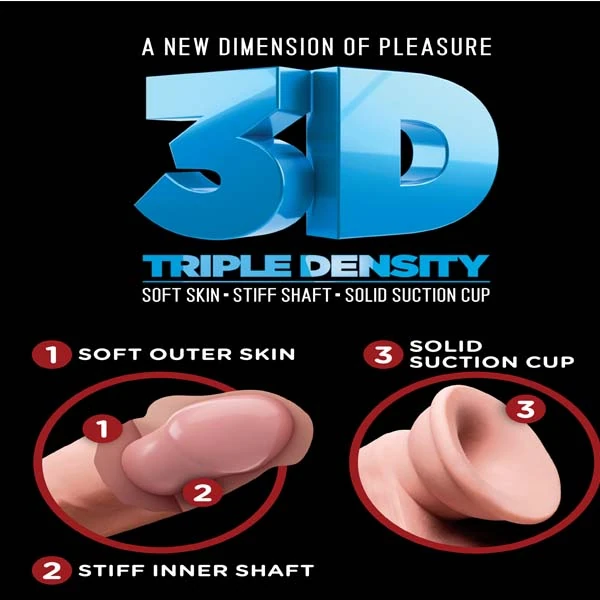 A NEW DIMENSION OF PLEASURE
3D
TRIPLE DENSITY
SOFT SKIN - STIFF SHAFT - SOLID SUCTION CUP
1 SOFT OUTER SKIN
3 SOLID
SUCTION CUP
1
2
3
2 STIFF INNER SHAFT